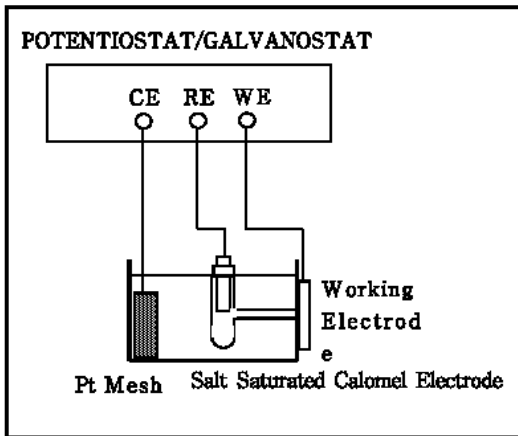 POTENTIOSTAT/GALVANOSTAT
CE RE WE
Working
Electrod
e
Pt Mesh Salt Saturated Calomel Electrode